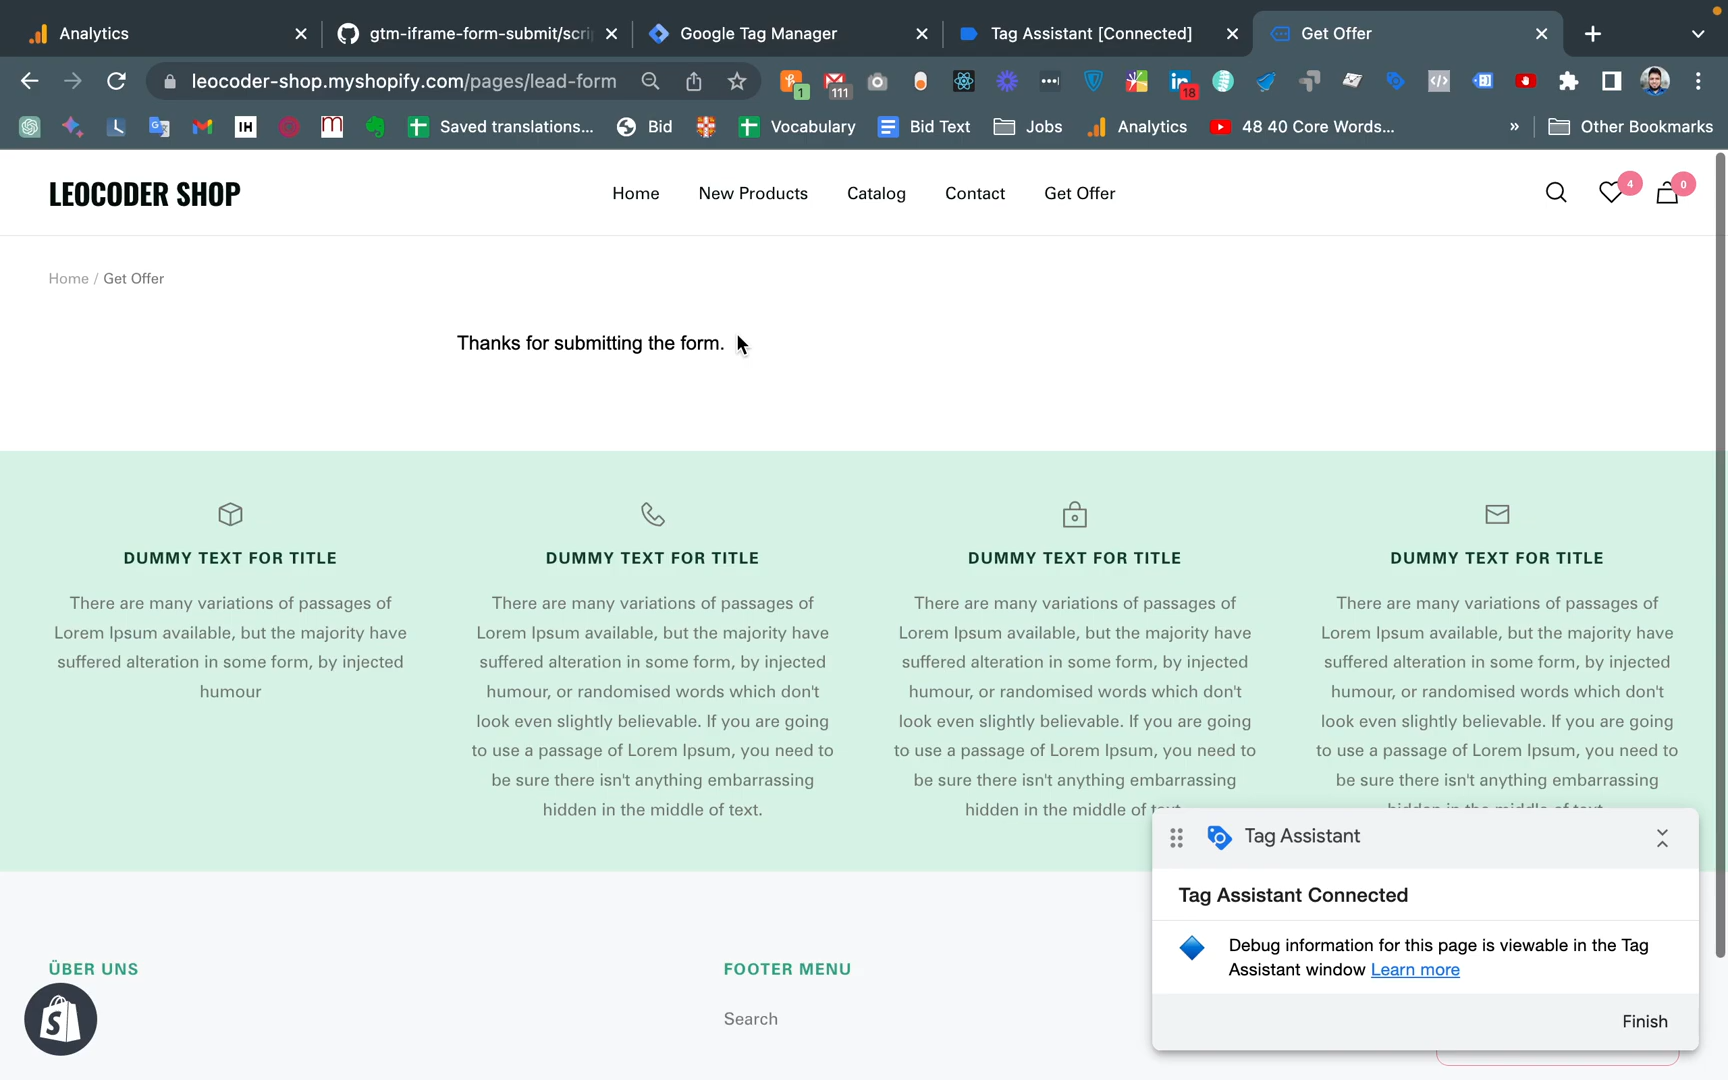 Analytics
gtm-iframe-form-submit/scri
Google Tag Manager
Tag Assistant [Connected]
Get Offer
leocoder-shop.myshopify.com/pages/lead-form
1
111
18
IH
Saved translations...
Bid
Vocabulary
Bid Text
Jobs
Analytics
48 40 Core Words...
»
Other Bookmarks
LEOCODER SHOP
Home
New Products
Catalog
Contact
Get Offer
4
0
Home / Get Offer
Thanks for submitting the form.
DUMMY TEXT FOR TITLE
There are many variations of passages of
Lorem Ipsum available, but the majority have
suffered alteration in some form, by injected
humour
DUMMY TEXT FOR TITLE
There are many variations of passages of
Lorem Ipsum available, but the majority have
suffered alteration in some form, by injected
humour, or randomised words which don't
look even slightly believable. If you are going
to use a passage of Lorem Ipsum, you need to
be sure there isn't anything embarrassing
hidden in the middle of text.
DUMMY TEXT FOR TITLE
There are many variations of passages of
Lorem Ipsum available, but the majority have
suffered alteration in some form, by injected
humour, or randomised words which don't
look even slightly believable. If you are going
to use a passage of Lorem Ipsum, you need to
be sure there isn't anything embarrassing
hidden in the middle of text.
DUMMY TEXT FOR TITLE
There are many variations of passages of
Lorem Ipsum available, but the majority have
suffered alteration in some form, by injected
humour, or randomised words which don't
look even slightly believable. If you are going
to use a passage of Lorem Ipsum, you need to
be sure there isn't anything embarrassing
hidden in the middle of text.
Tag Assistant
Tag Assistant Connected
Debug information for this page is viewable in the Tag
Assistant window Learn more
Finish
ÜBER UNS
FOOTER MENU
Search